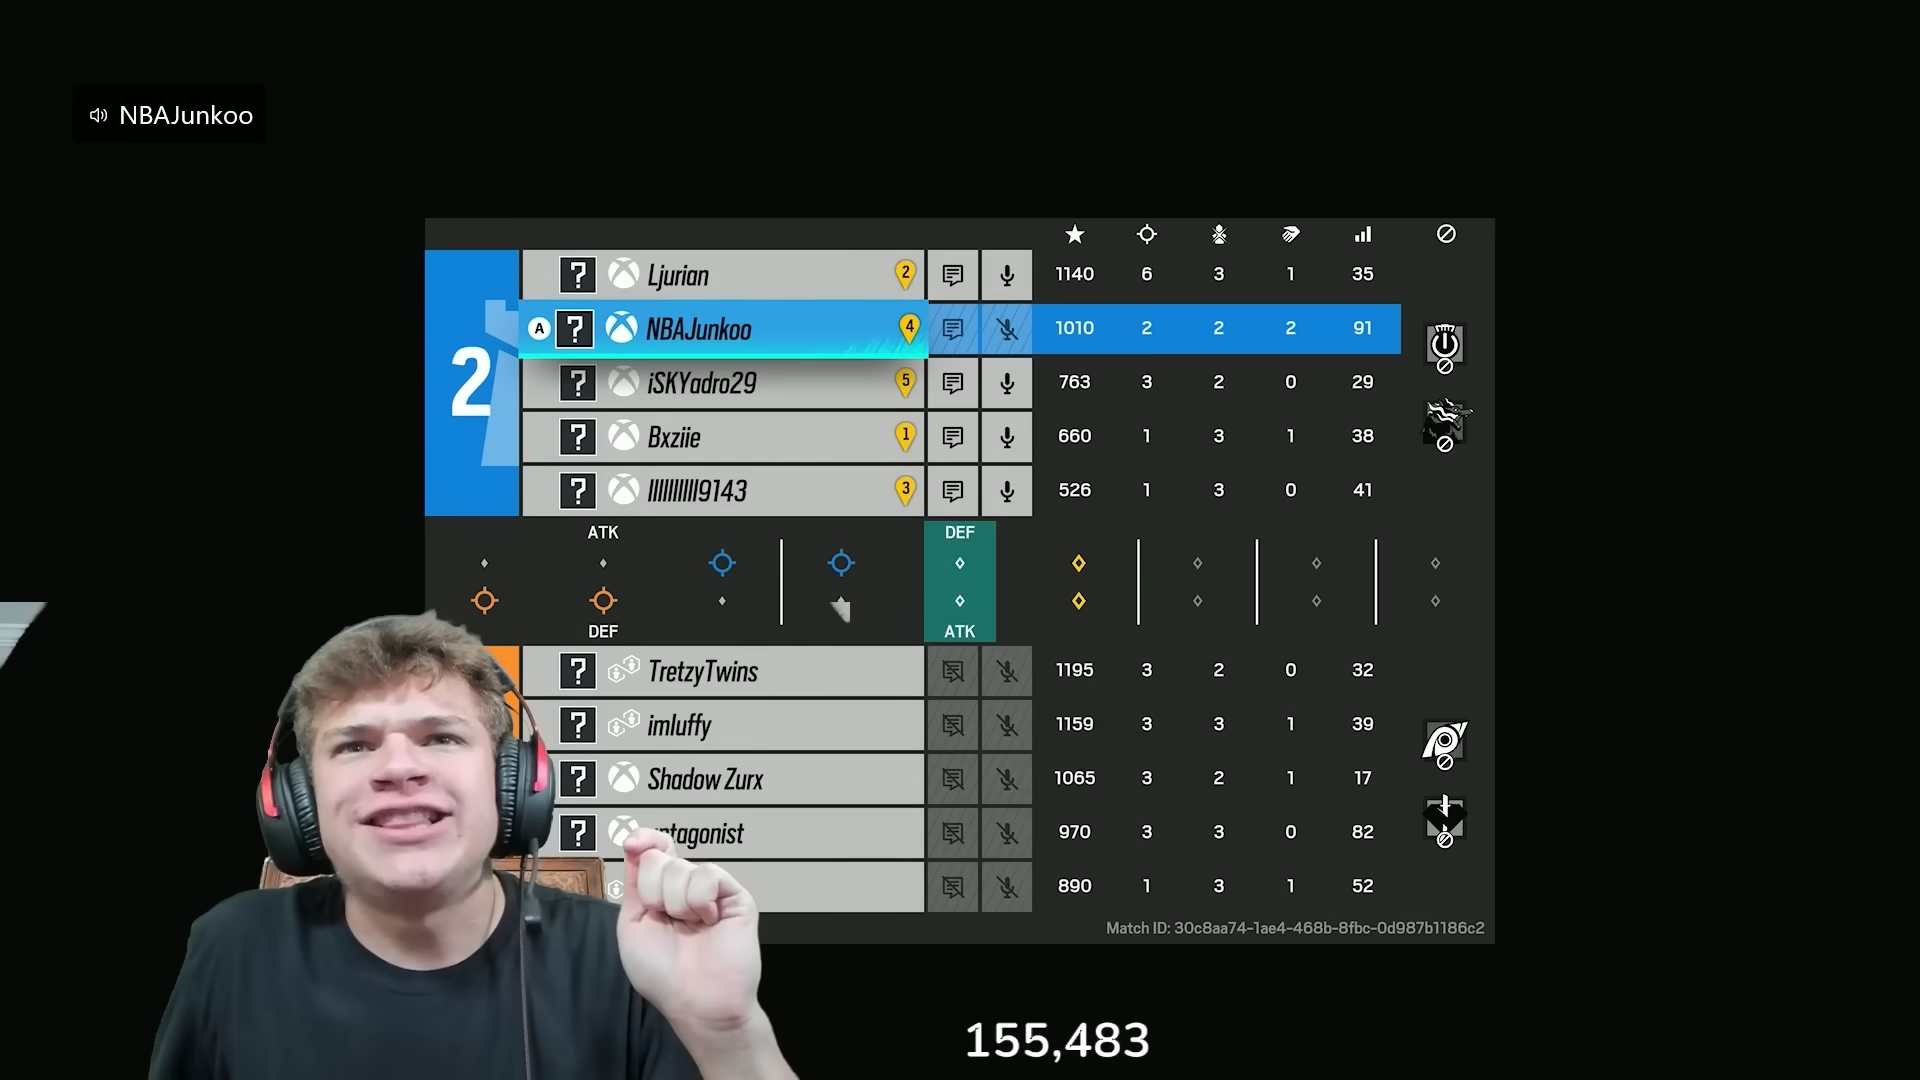 NBAJunkoo
? Ljurian 2 1140 6 3 1 35
2
A ? NBAJunkoo 4 1010 2 2 2 91
? iSKYadro29 5 763 3 2 0 29
? Bxziie 1 660 1 3 1 38
? llllllllll9143 3 526 1 3 0 41
ATK DEF
DEF ATK
? TretzyTwins 1195 3 2 0 32
? imluffy 1159 3 3 1 39
? Shadow Zurx 1065 3 2 1 17
? 970 3 3 0 82
890 1 3 1 52
Match ID: 30c8aa74-1ae4-468b-8fbc-0d987b1186c2
155,483